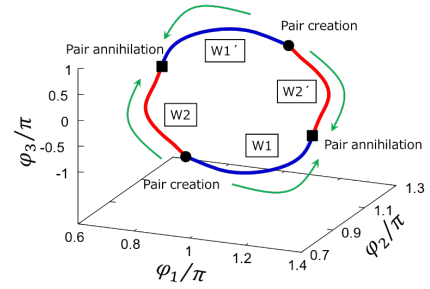 Pair creation
Pair annihilation
W1´
W2´
W2
W1
Pair annihilation
Pair creation
1
0.5
0
-0.5
-1
φ3/π
0.6
0.8
1
1.2
1.4
φ1/π
0.7
0.9
1.1
1.3
φ2/π